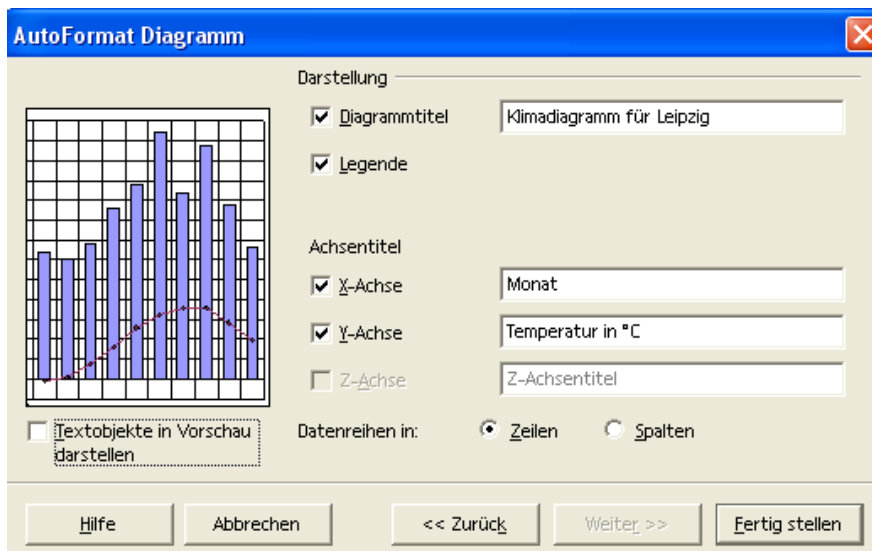 AutoFormat Diagramm
Darstellung
Diagrammtitel Klimadiagramm für Leipzig
Legende
Achsentitel
X-Achse Monat
Y-Achse Temperatur in °C
Z-Achse Z-Achsentitel
Textobjekte in Vorschau
darstellen
Datenreihen in: Zeilen Spalten
Hilfe Abbrechen << Zurück Weiter >> Fertig stellen